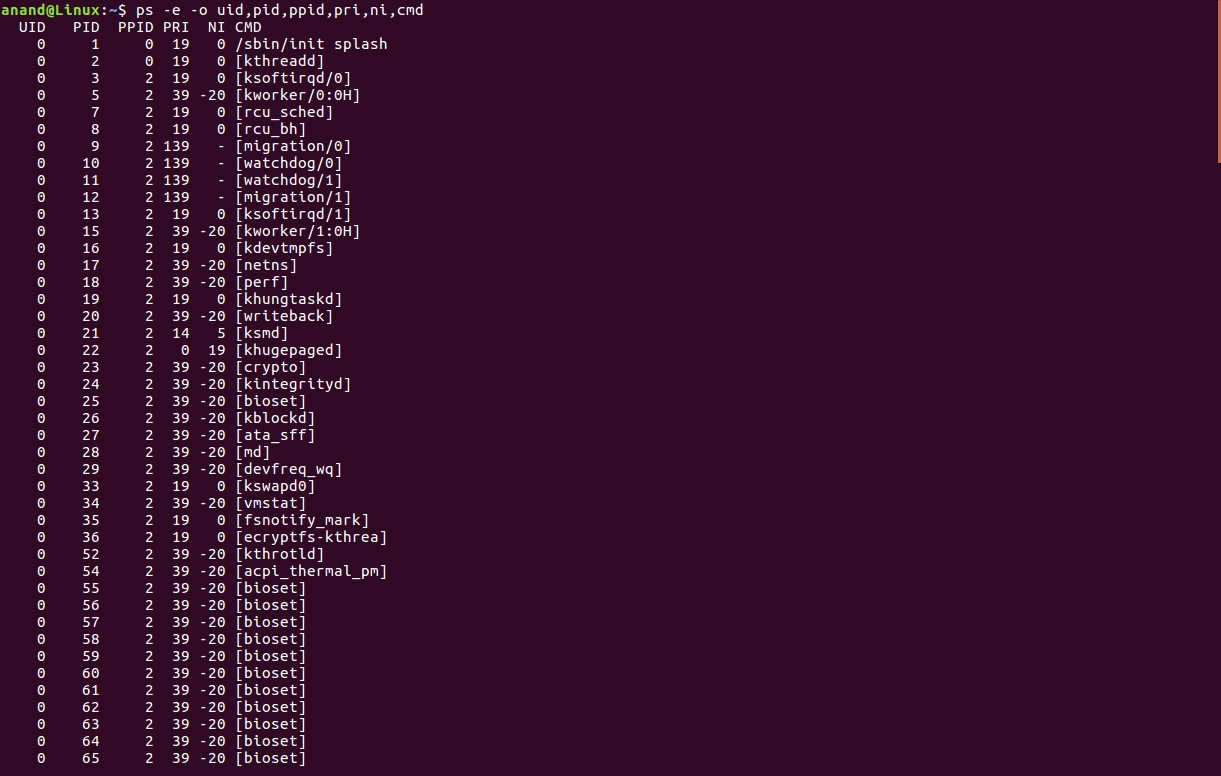 anand@Linux:~$ ps -e -o uid,pid,ppid,pri,ni,cmd
  UID   PID  PPID PRI  NI CMD
    0     1     0  19   0 /sbin/init splash
    0     2     0  19   0 [kthreadd]
    0     3     2  19   0 [ksoftirqd/0]
    0     5     2  39 -20 [kworker/0:0H]
    0     7     2  19   0 [rcu_sched]
    0     8     2  19   0 [rcu_bh]
    0     9     2 139   - [migration/0]
    0    10     2 139   - [watchdog/0]
    0    11     2 139   - [watchdog/1]
    0    12     2 139   - [migration/1]
    0    13     2  19   0 [ksoftirqd/1]
    0    15     2  39 -20 [kworker/1:0H]
    0    16     2  19   0 [kdevtmpfs]
    0    17     2  39 -20 [netns]
    0    18     2  39 -20 [perf]
    0    19     2  19   0 [khungtaskd]
    0    20     2  39 -20 [writeback]
    0    21     2  14   5 [ksmd]
    0    22     2   0  19 [khugepaged]
    0    23     2  39 -20 [crypto]
    0    24     2  39 -20 [kintegrityd]
    0    25     2  39 -20 [bioset]
    0    26     2  39 -20 [kblockd]
    0    27     2  39 -20 [ata_sff]
    0    28     2  39 -20 [md]
    0    29     2  39 -20 [devfreq_wq]
    0    33     2  19   0 [kswapd0]
    0    34     2  39 -20 [vmstat]
    0    35     2  19   0 [fsnotify_mark]
    0    36     2  19   0 [ecryptfs-kthrea]
    0    52     2  39 -20 [kthrotld]
    0    54     2  39 -20 [acpi_thermal_pm]
    0    55     2  39 -20 [bioset]
    0    56     2  39 -20 [bioset]
    0    57     2  39 -20 [bioset]
    0    58     2  39 -20 [bioset]
    0    59     2  39 -20 [bioset]
    0    60     2  39 -20 [bioset]
    0    61     2  39 -20 [bioset]
    0    62     2  39 -20 [bioset]
    0    63     2  39 -20 [bioset]
    0    64     2  39 -20 [bioset]
    0    65     2  39 -20 [bioset]